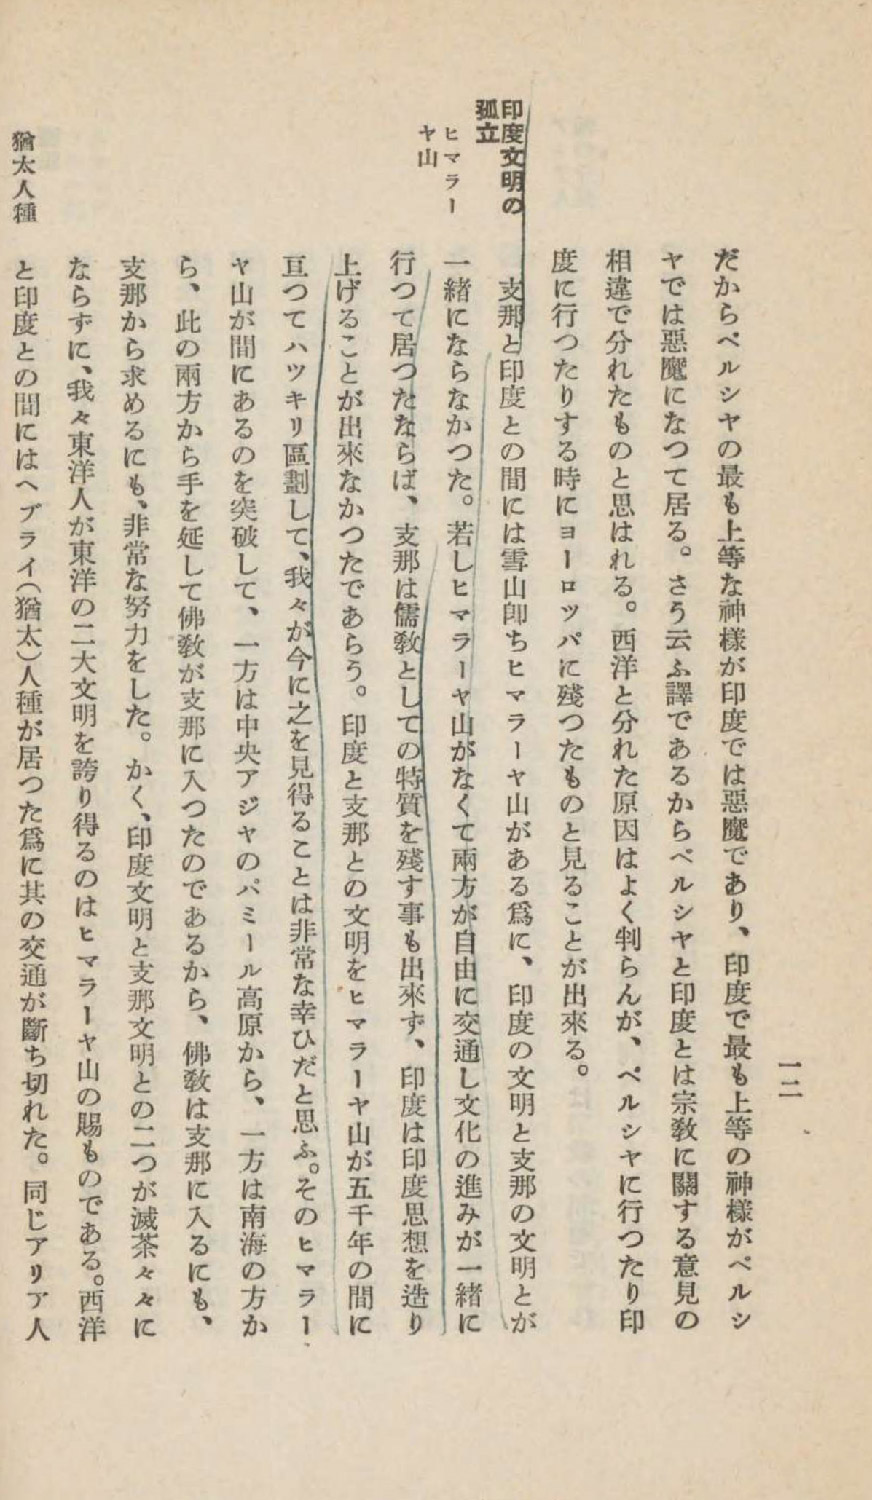 一二
だからペルシヤの最も上等な神樣が印度では惡魔であり、印度で最も上等の神樣がペルシ
ヤでは惡魔になつて居る。さう云ふ譯であるからペルシヤと印度とは宗敎に關する意見の
相違で分れたものと思はれる。西洋と分れた原因はよく判らんが、ペルシヤに行つたり印
度に行つたりする時にヨーロツパに殘つたものと見ることが出來る。
印度文明の
孤立
支那と印度との間には雪山卽ちヒマラーヤ山がある爲に、印度の文明と支那の文明とが
ヒマラー
ヤ山
一緒にならなかつた。若しヒマラーヤ山がなくて兩方が自由に交通し文化の進みが一緒に
行つて居つたならば、支那は儒敎としての特質を殘す事も出來ず、印度は印度思想を造り
上げることが出來なかつたであらう。印度と支那との文明をヒマラーヤ山が五千年の間に
亙つてハツキリ區劃して、我々が今に之を見得ることは非常な幸ひだと思ふ。そのヒマラー
ヤ山が間にあるのを突破して、一方は中央アジヤのパミール高原から、一方は南海の方か
ら、此の兩方から手を延して佛敎が支那に入つたのであるから、佛敎は支那に入るにも、
支那から求めるにも、非常な努力をした。かく、印度文明と支那文明との二つが滅茶々々に
ならずに、我々東洋人が東洋の二大文明を誇り得るのはヒマラーヤ山の賜ものである。西洋
猶太人種
と印度との間にはヘブライ(猶太)人種が居つた爲に其の交通が斷ち切れた。同じアリア人